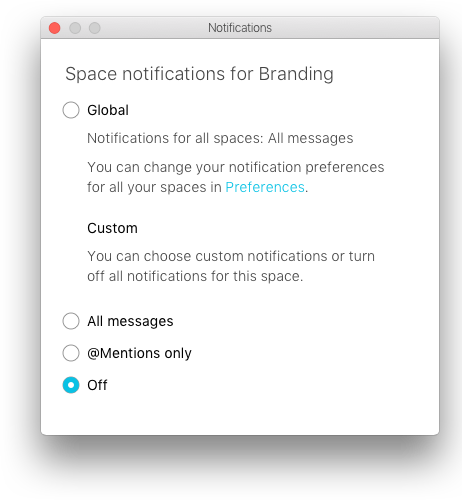 Notifications
Space notifications for Branding
Global
Notifications for all spaces: All messages
You can change your notification preferences
for all your spaces in Preferences.
Custom
You can choose custom notifications or turn
off all notifications for this space.
All messages
@Mentions only
Off